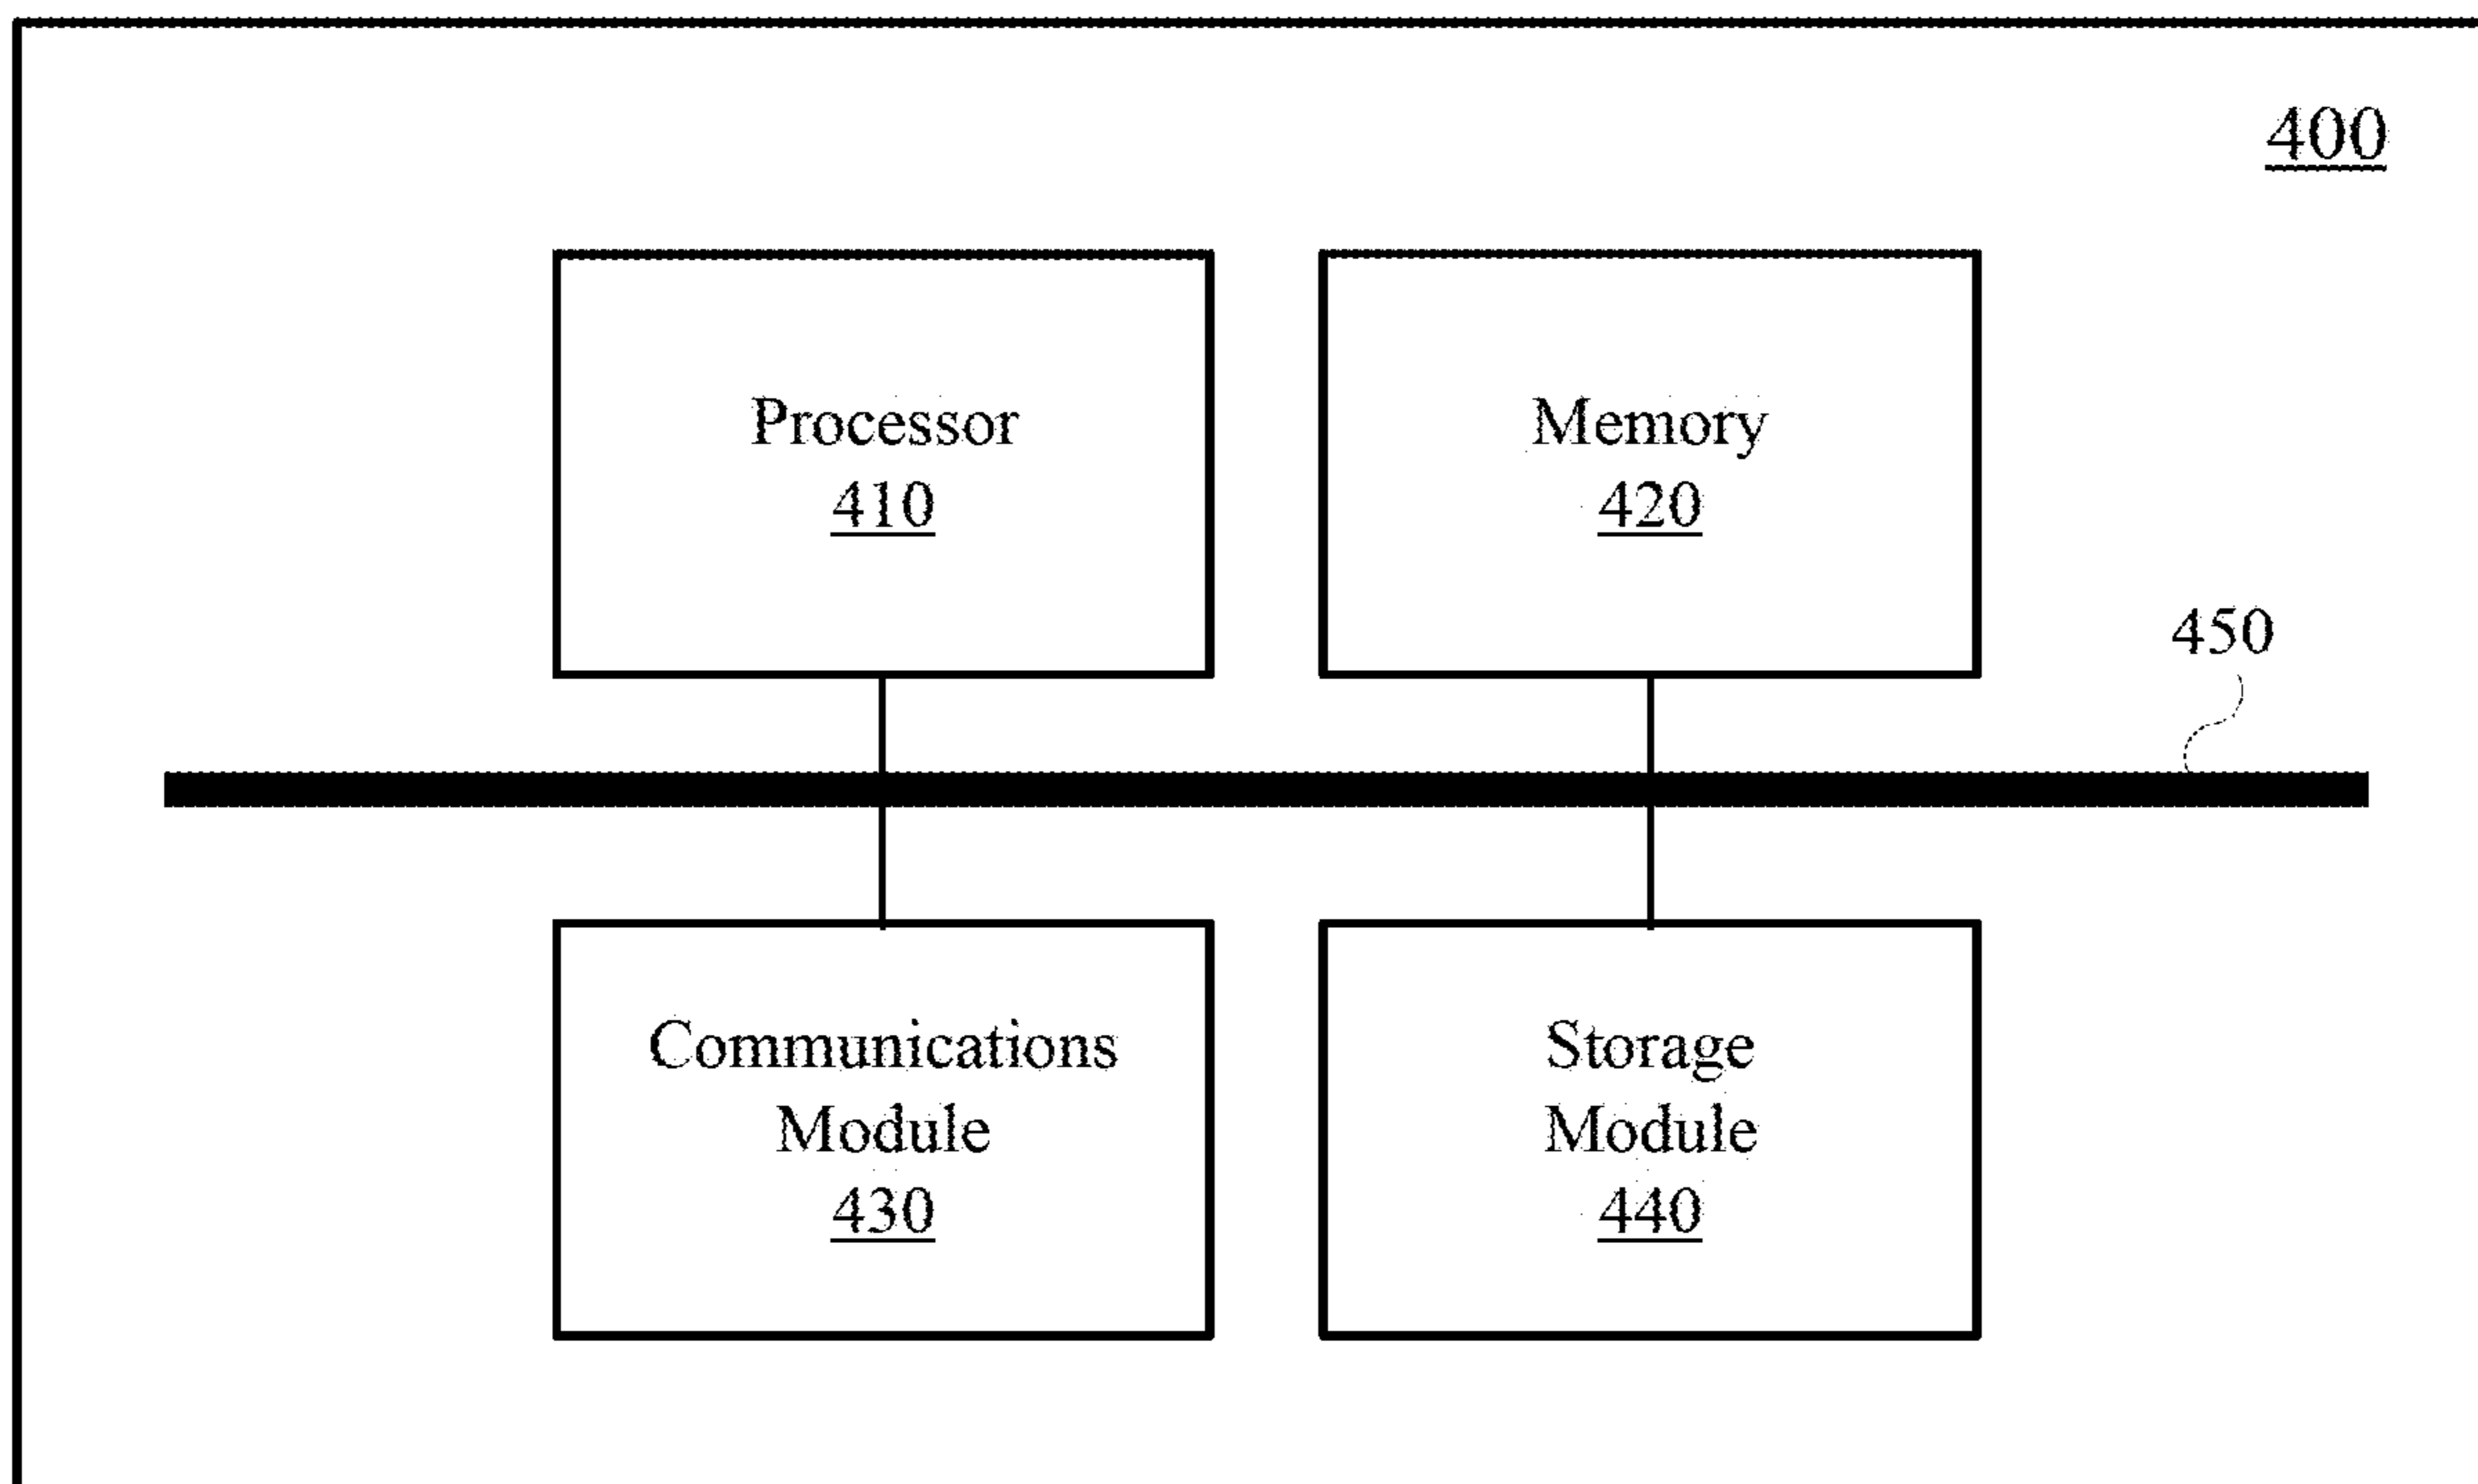 400
Processor
410
Memory
420
450
Communications
Module
430
Storage
Module
440